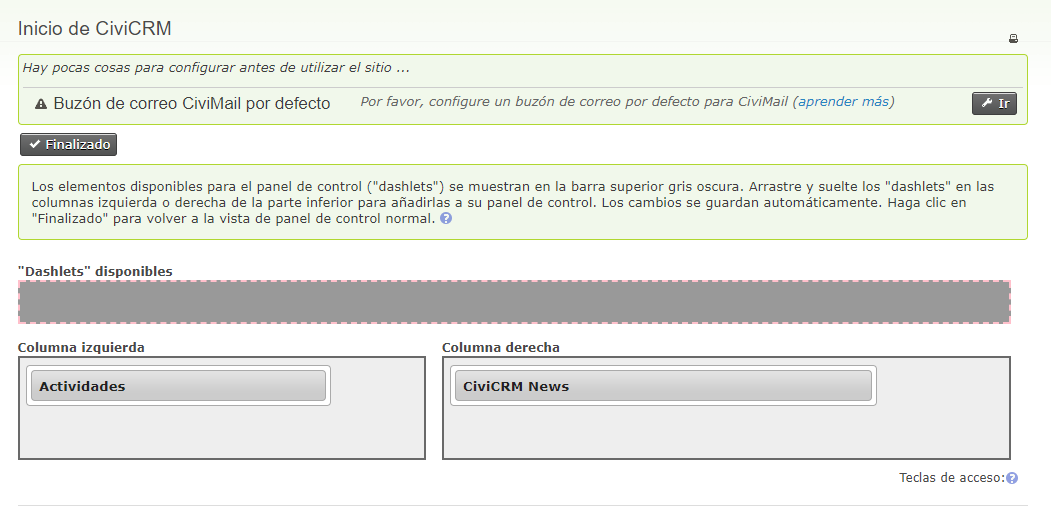 Inicio de CiviCRM
Hay pocas cosas para configurar antes de utilizar el sitio ...
Buzón de correo CiviMail por defecto
Por favor, configure un buzón de correo por defecto para CiviMail (aprender más)
Ir
Finalizado
Los elementos disponibles para el panel de control ("dashlets") se muestran en la barra superior gris oscura. Arrastre y suelte los "dashlets" en las
columnas izquierda o derecha de la parte inferior para añadirlas a su panel de control. Los cambios se guardan automáticamente. Haga clic en
"Finalizado" para volver a la vista de panel de control normal. ?
"Dashlets" disponibles
Columna izquierda
Columna derecha
Actividades
CiviCRM News
Teclas de acceso:?